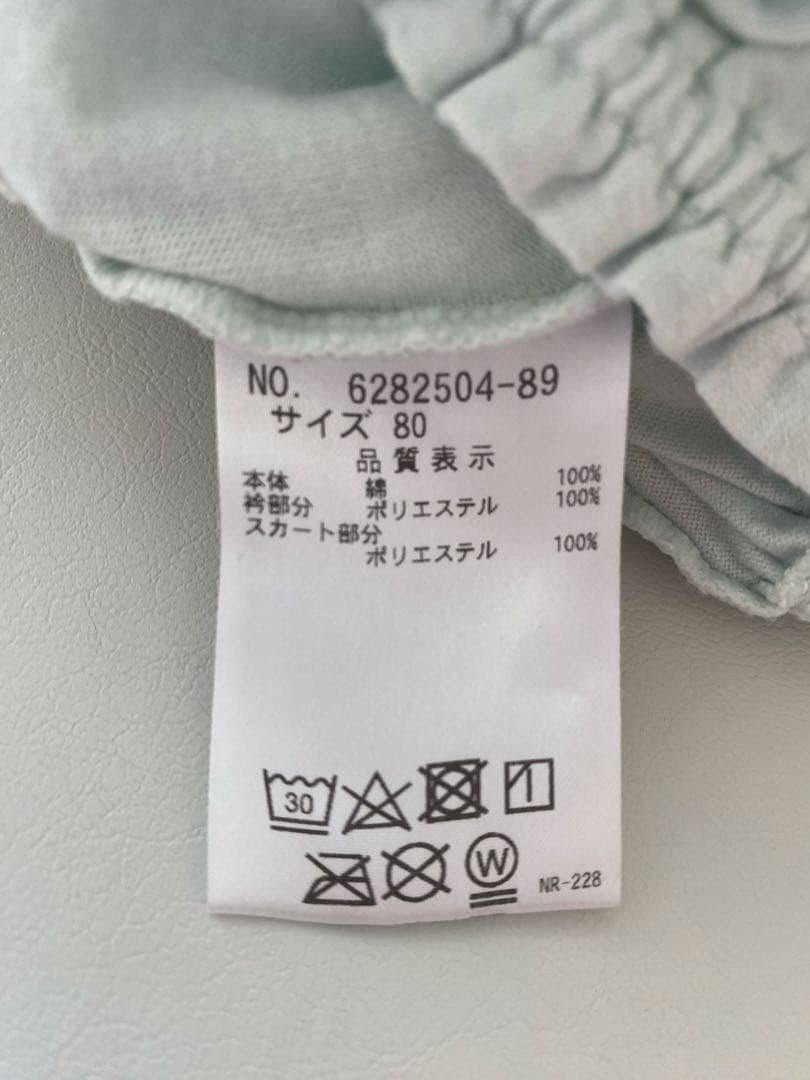 NO. 6282504-89
サイズ 80
品質表示
本体 綿 100%
衿部分 ポリエステル 100%
スカート部分
ポリエステル 100%
30
W
NR-228